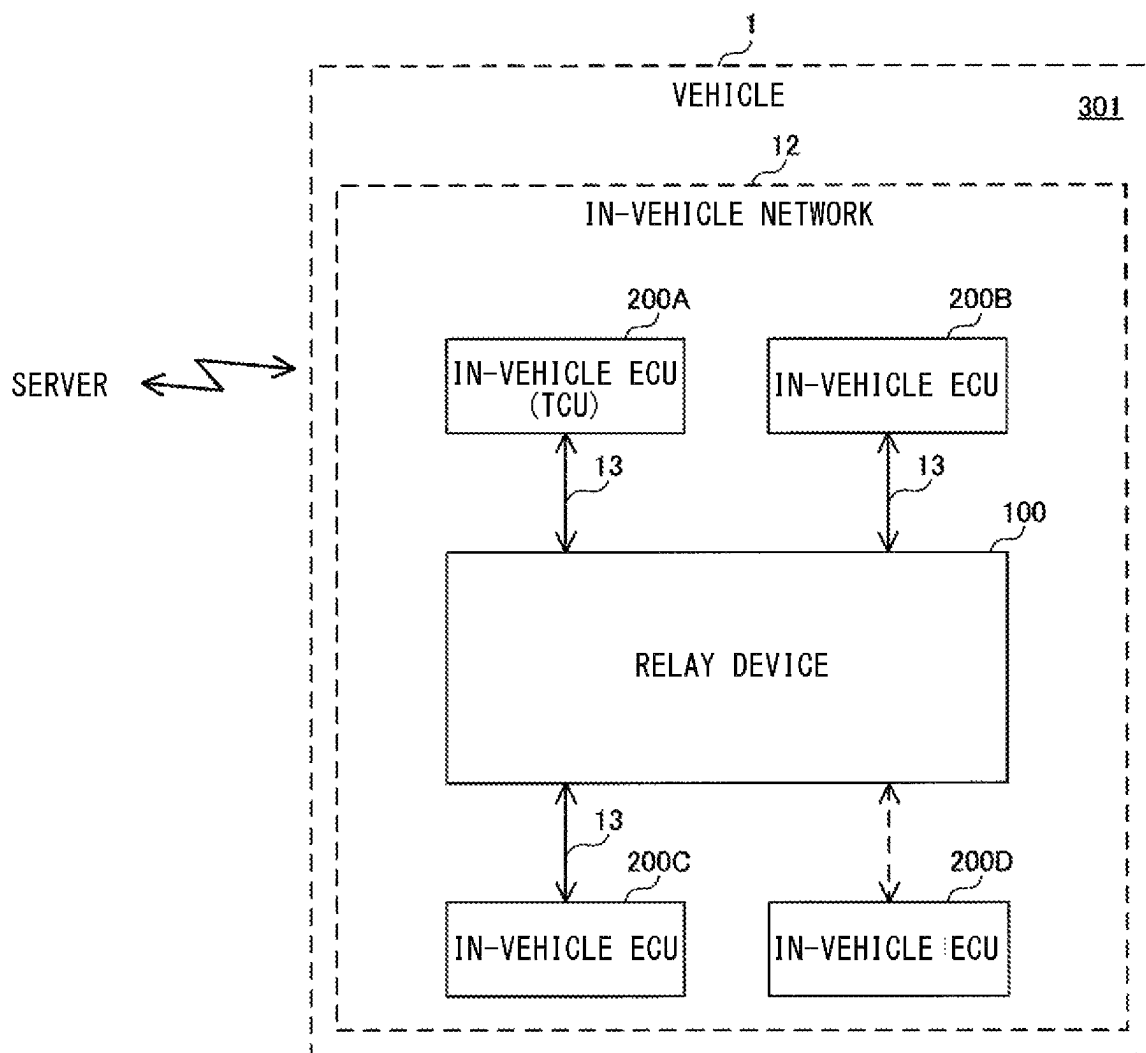 1
VEHICLE
301
12
IN-VEHICLE NETWORK
200A
200B
IN-VEHICLE ECU
(TCU)
IN-VEHICLE ECU
SERVER
13
13
100
RELAY DEVICE
13
200C
200D
IN-VEHICLE ECU
IN-VEHICLE ECU